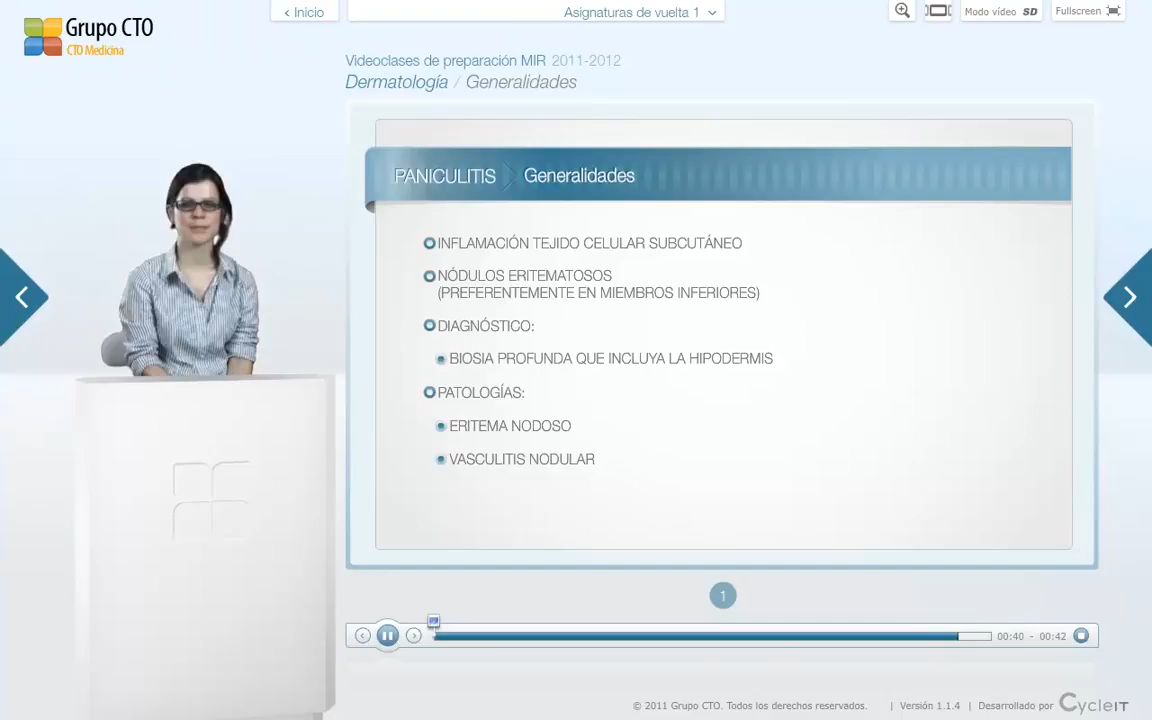 Grupo CTO
CTO Medicina
‹ Inicio
Asignaturas de vuelta 1
Modo vídeo SD
Fullscreen
Videoclases de preparación MIR 2011-2012
Dermatología / Generalidades
PANICULITIS Generalidades
INFLAMACIÓN TEJIDO CELULAR SUBCUTÁNEO
NÓDULOS ERITEMATOSOS
(PREFERENTEMENTE EN MIEMBROS INFERIORES)
DIAGNÓSTICO:
BIOSIA PROFUNDA QUE INCLUYA LA HIPODERMIS
PATOLOGÍAS:
ERITEMA NODOSO
VASCULITIS NODULAR
1
00:40 - 00:42
© 2011 Grupo CTO. Todos los derechos reservados. | Versión 1.1.4 | Desarrollado por CycleIT